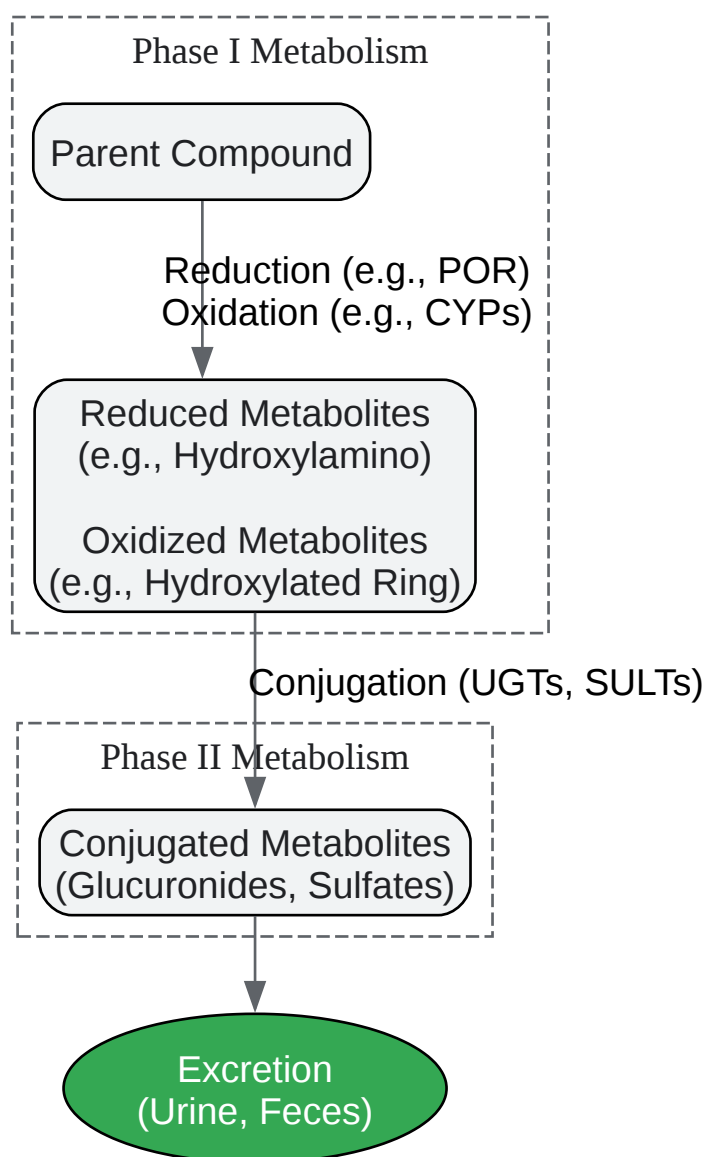 Phase I Metabolism
Parent Compound
Reduction (e.g., POR)
Oxidation (e.g., CYPs)
Reduced Metabolites
(e.g., Hydroxylamino)
Oxidized Metabolites
(e.g., Hydroxylated Ring)
Conjugation (UGTs, SULTs)
Phase II Metabolism
Conjugated Metabolites
(Glucuronides, Sulfates)
Excretion
(Urine, Feces)